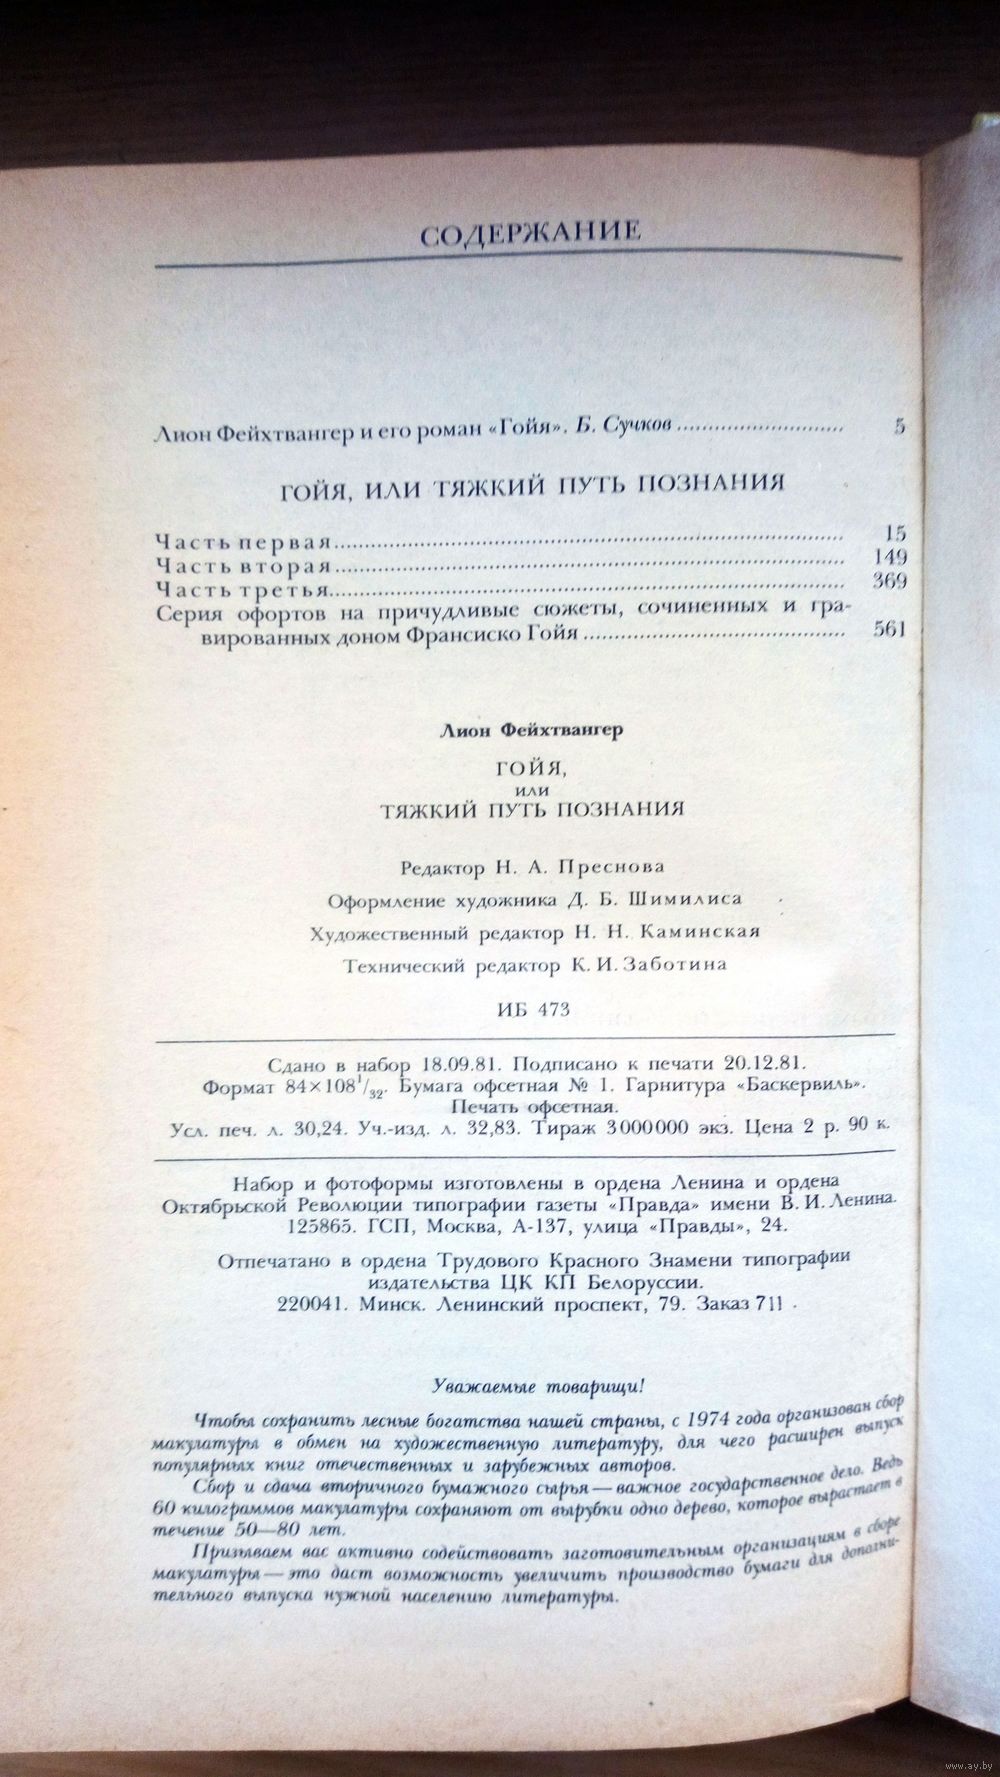 СОДЕРЖАНИЕ
Лион Фейхтвангер и его роман «Гойя». Б. Сучков 5
ГОЙЯ, ИЛИ ТЯЖКИЙ ПУТЬ ПОЗНАНИЯ
Часть первая 15
Часть вторая 149
Часть третья 369
Серия офортов на причудливые сюжеты, сочиненных и гра-
вированных доном Франсиско Гойя 561
Лион Фейхтвангер
ГОЙЯ,
или
ТЯЖКИЙ ПУТЬ ПОЗНАНИЯ
Редактор Н. А. Преснова
Оформление художника Д. Б. Шимилиса
Художественный редактор Н. Н. Каминская
Технический редактор К. И. Заботина
ИБ 473
Сдано в набор 18.09.81. Подписано к печати 20.12.81.
Формат 84×108 1/32. Бумага офсетная № 1. Гарнитура «Баскервиль».
Печать офсетная.
Усл. печ. л. 30,24. Уч.-изд. л. 32,83. Тираж 3 000 000 экз. Цена 2 р. 90 к.
Набор и фотоформы изготовлены в ордена Ленина и ордена
Октябрьской Революции типографии газеты «Правда» имени В. И. Ленина.
125865. ГСП, Москва, А-137, улица «Правды», 24.
Отпечатано в ордена Трудового Красного Знамени типографии
издательства ЦК КП Белоруссии.
220041. Минск. Ленинский проспект, 79. Заказ 711.
Уважаемые товарищи!
Чтобы сохранить лесные богатства нашей страны, с 1974 года организован сбор
макулатуры в обмен на художественную литературу, для чего расширен выпуск
популярных книг отечественных и зарубежных авторов.
Сбор и сдача вторичного бумажного сырья — важное государственное дело. Ведь
60 килограммов макулатуры сохраняют от вырубки одно дерево, которое вырастает в
течение 50—80 лет.
Призываем вас активно содействовать заготовительным организациям в сборе
макулатуры — это даст возможность увеличить производство бумаги для дополни-
тельного выпуска нужной населению литературы.
www.ay.by